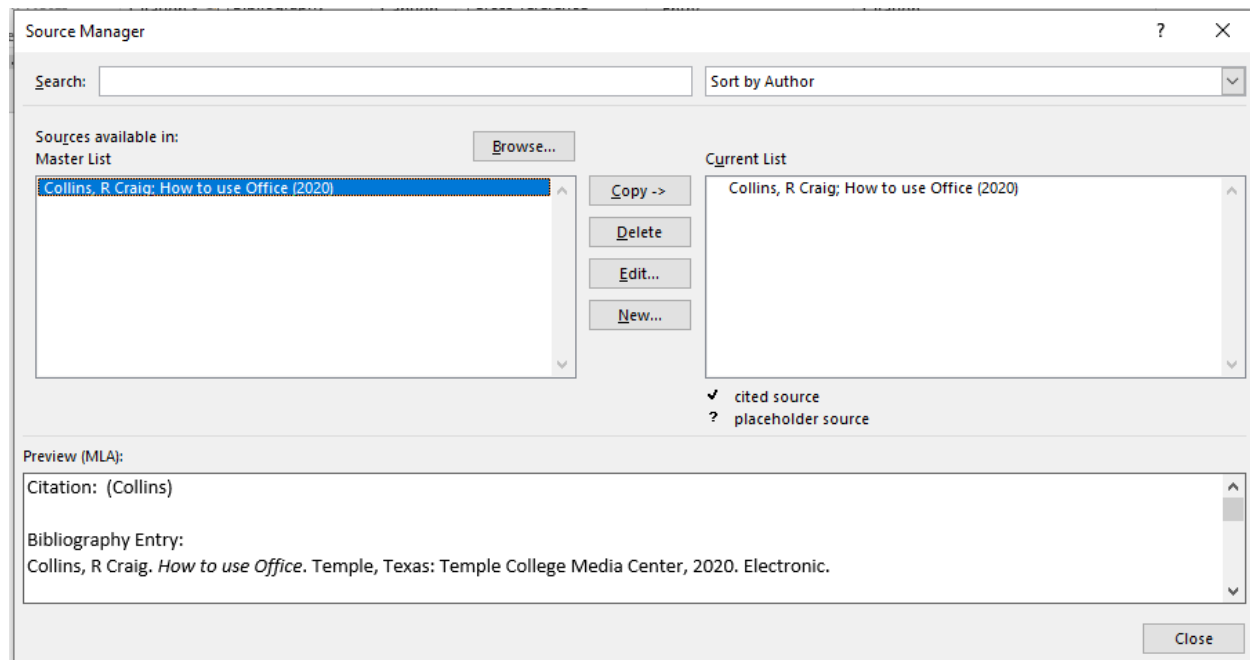 Source Manager
?
Search:
Sort by Author
Sources available in:
Master List
Browse...
Current List
Collins, R Craig; How to use Office (2020)
Copy ->
Delete
Edit...
New...
Collins, R Craig; How to use Office (2020)
✓ cited source
? placeholder source
Preview (MLA):
Citation: (Collins)
Bibliography Entry:
Collins, R Craig. How to use Office. Temple, Texas: Temple College Media Center, 2020. Electronic.
Close